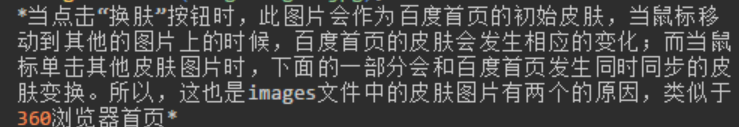 *当点击“换肤”按钮时，此图片会作为百度首页的初始皮肤，当鼠标移
动到其他的图片上的时候，百度首页的皮肤会发生相应的变化；而当鼠
标单击其他皮肤图片时，下面的一部分会和百度首页发生同时同步的皮
肤变换。所以，这也是images文件中的皮肤图片有两个的原因，类似于
360浏览器首页*